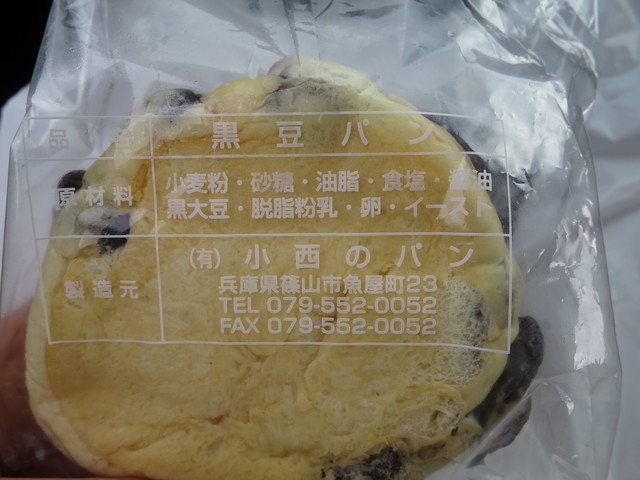 品 黒豆パン
原材料 小麦粉・砂糖・油脂・食塩・醤油
黒大豆・脱脂粉乳・卵・イースト
(有) 小西のパン
製造元 兵庫県篠山市魚屋町23
TEL 079-552-0052
FAX 079-552-0052